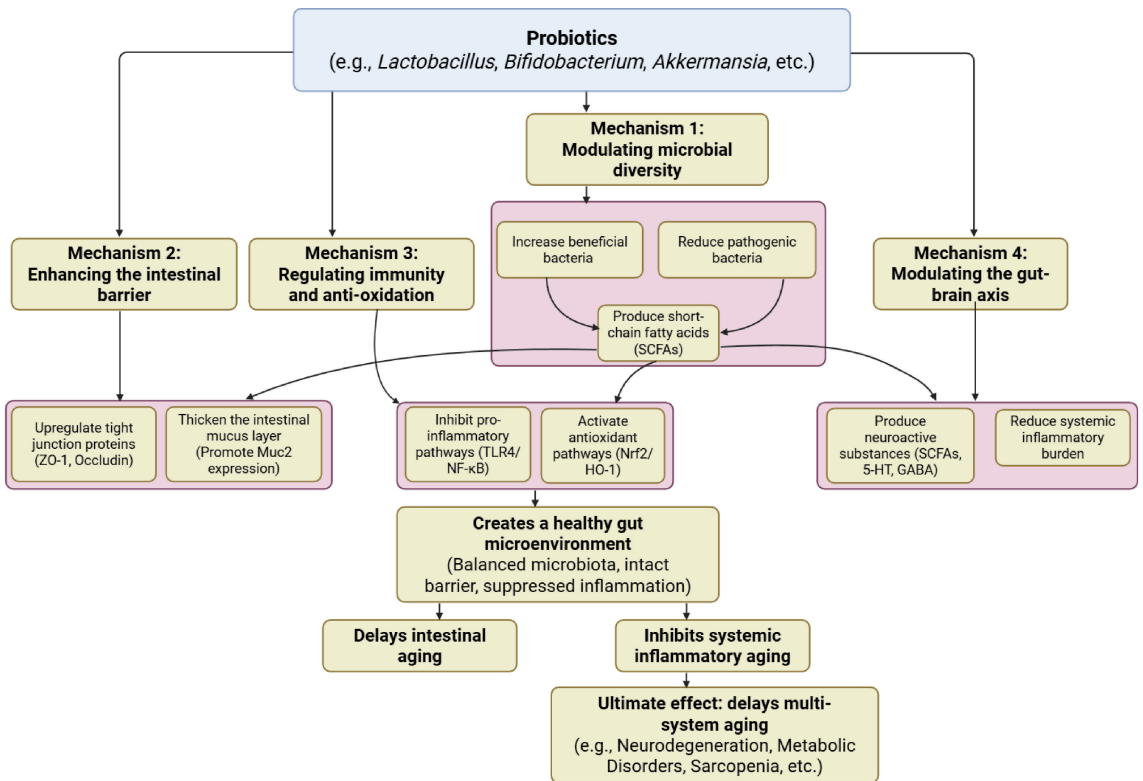 Probiotics
(e.g., Lactobacillus, Bifidobacterium, Akkermansia, etc.)
Mechanism 1:
Modulating microbial
diversity
Mechanism 2:
Enhancing the intestinal
barrier
Mechanism 3:
Regulating immunity
and anti-oxidation
Increase beneficial
bacteria
Reduce pathogenic
bacteria
Produce short-
chain fatty acids
(SCFAs)
Mechanism 4:
Modulating the gut-
brain axis
Upregulate tight
junction proteins
(ZO-1, Occludin)
Thicken the intestinal
mucus layer
(Promote Muc2
expression)
Inhibit pro-
inflammatory
pathways (TLR4/
NF-κB)
Activate
antioxidant
pathways (Nrf2/
HO-1)
Produce
neuroactive
substances (SCFAs,
5-HT, GABA)
Reduce systemic
inflammatory
burden
Creates a healthy gut
microenvironment
(Balanced microbiota, intact
barrier, suppressed inflammation)
Delays intestinal
aging
Inhibits systemic
inflammatory aging
Ultimate effect: delays multi-
system aging
(e.g., Neurodegeneration, Metabolic
Disorders, Sarcopenia, etc.)